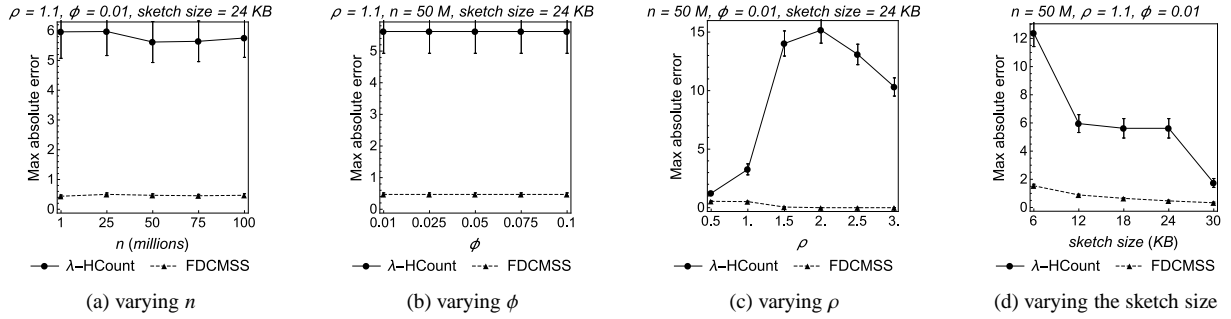 ρ = 1.1, ϕ = 0.01, sketch size = 24 KB
Max absolute error
6
5
4
3
2
1
0
1 25 50 75 100
n (millions)
λ−HCount FDCMSS
(a) varying n
ρ = 1.1, n = 50 M, sketch size = 24 KB
Max absolute error
5
4
3
2
1
0
0.01 0.025 0.05 0.075 0.1
ϕ
λ−HCount FDCMSS
(b) varying ϕ
n = 50 M, ϕ = 0.01, sketch size = 24 KB
Max absolute error
15
10
5
0
0.5 1. 1.5 2. 2.5 3.
ρ
λ−HCount FDCMSS
(c) varying ρ
n = 50 M, ρ = 1.1, ϕ = 0.01
Max absolute error
12
10
8
6
4
2
0
6 12 18 24 30
sketch size (KB)
λ−HCount FDCMSS
(d) varying the sketch size